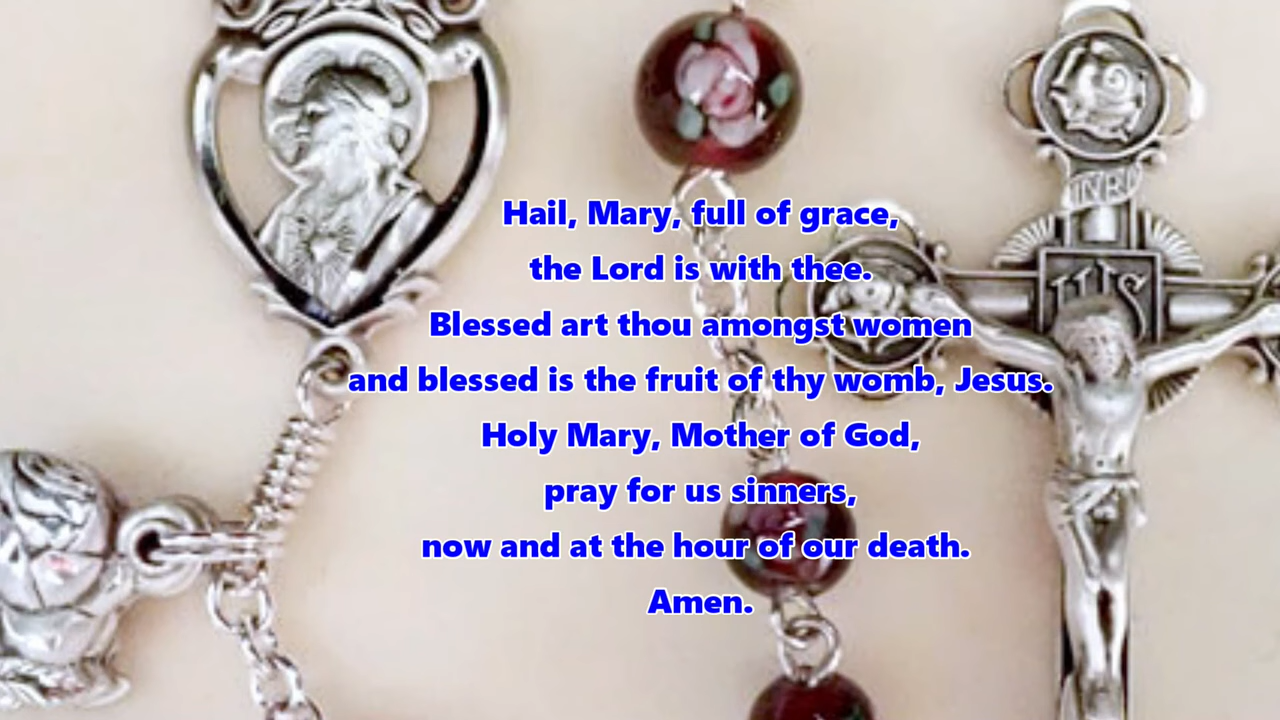 INRI
IHS
Hail, Mary, full of grace,
the Lord is with thee.
Blessed art thou amongst women
and blessed is the fruit of thy womb, Jesus.
Holy Mary, Mother of God,
pray for us sinners,
now and at the hour of our death.
Amen.